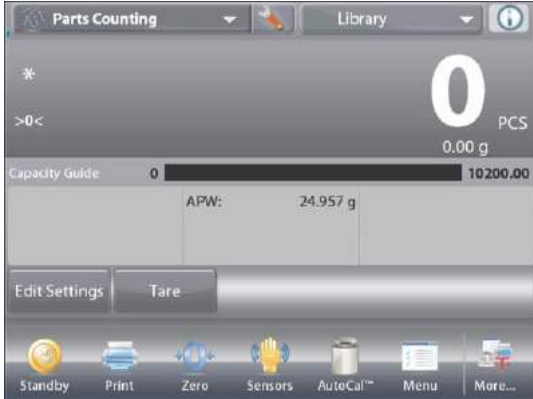 Parts Counting
Library
*
0
>0<
PCS
0.00 g
Capacity Guide 0 10200.00
APW: 24.957 g
Edit Settings Tare
Standby Print Zero Sensors AutoCal™ Menu More...